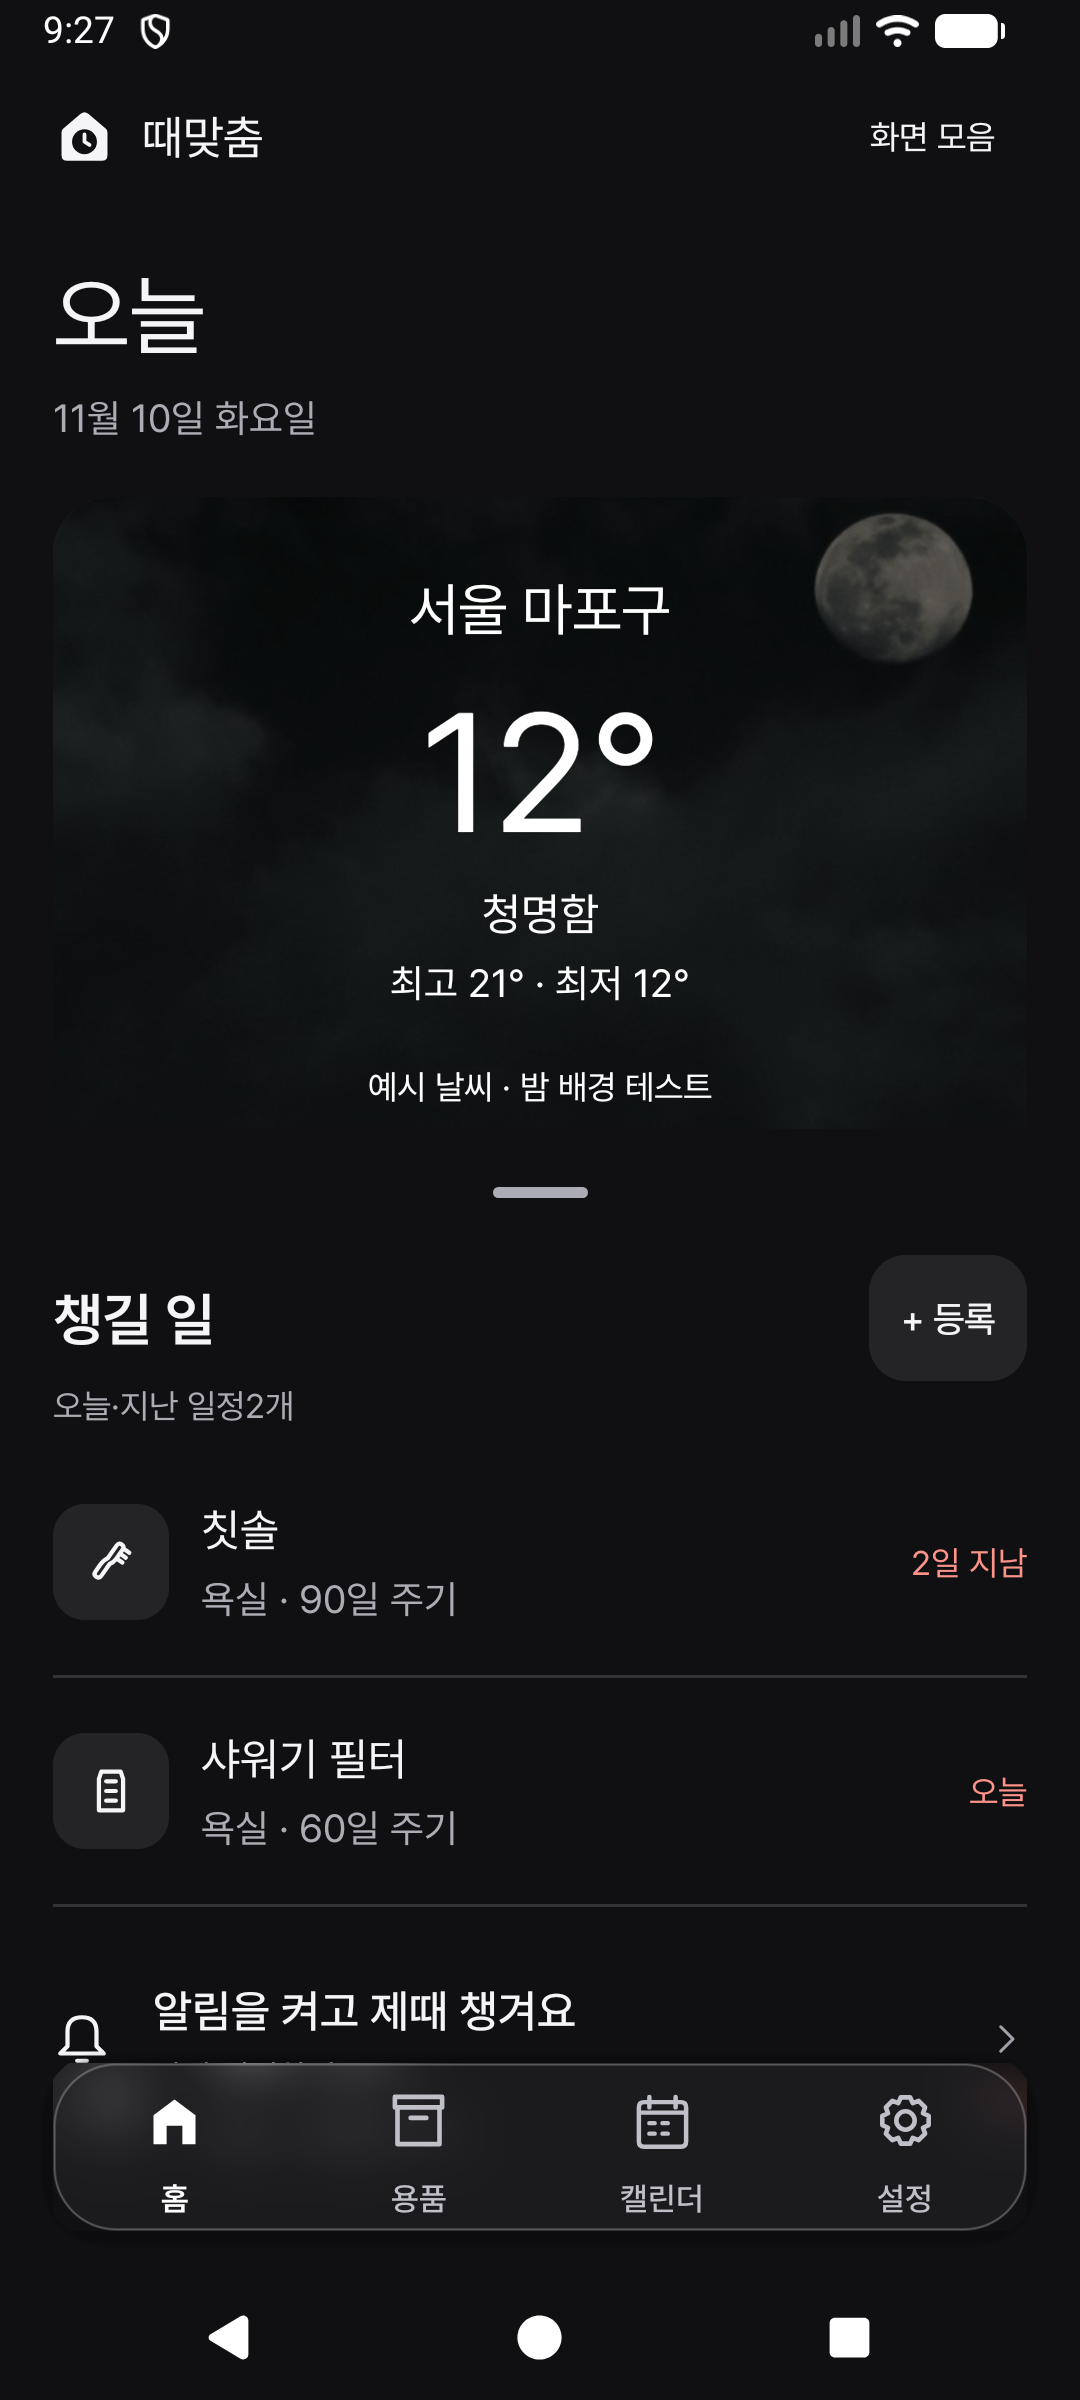 9:27
때맞춤
화면 모음
오늘
11월 10일 화요일
서울 마포구
12°
청명함
최고 21° · 최저 12°
예시 날씨 · 밤 배경 테스트
챙길 일
+ 등록
오늘·지난 일정2개
칫솔
욕실 · 90일 주기
2일 지남
샤워기 필터
욕실 · 60일 주기
오늘
알림을 켜고 제때 챙겨요
홈
용품
캘린더
설정